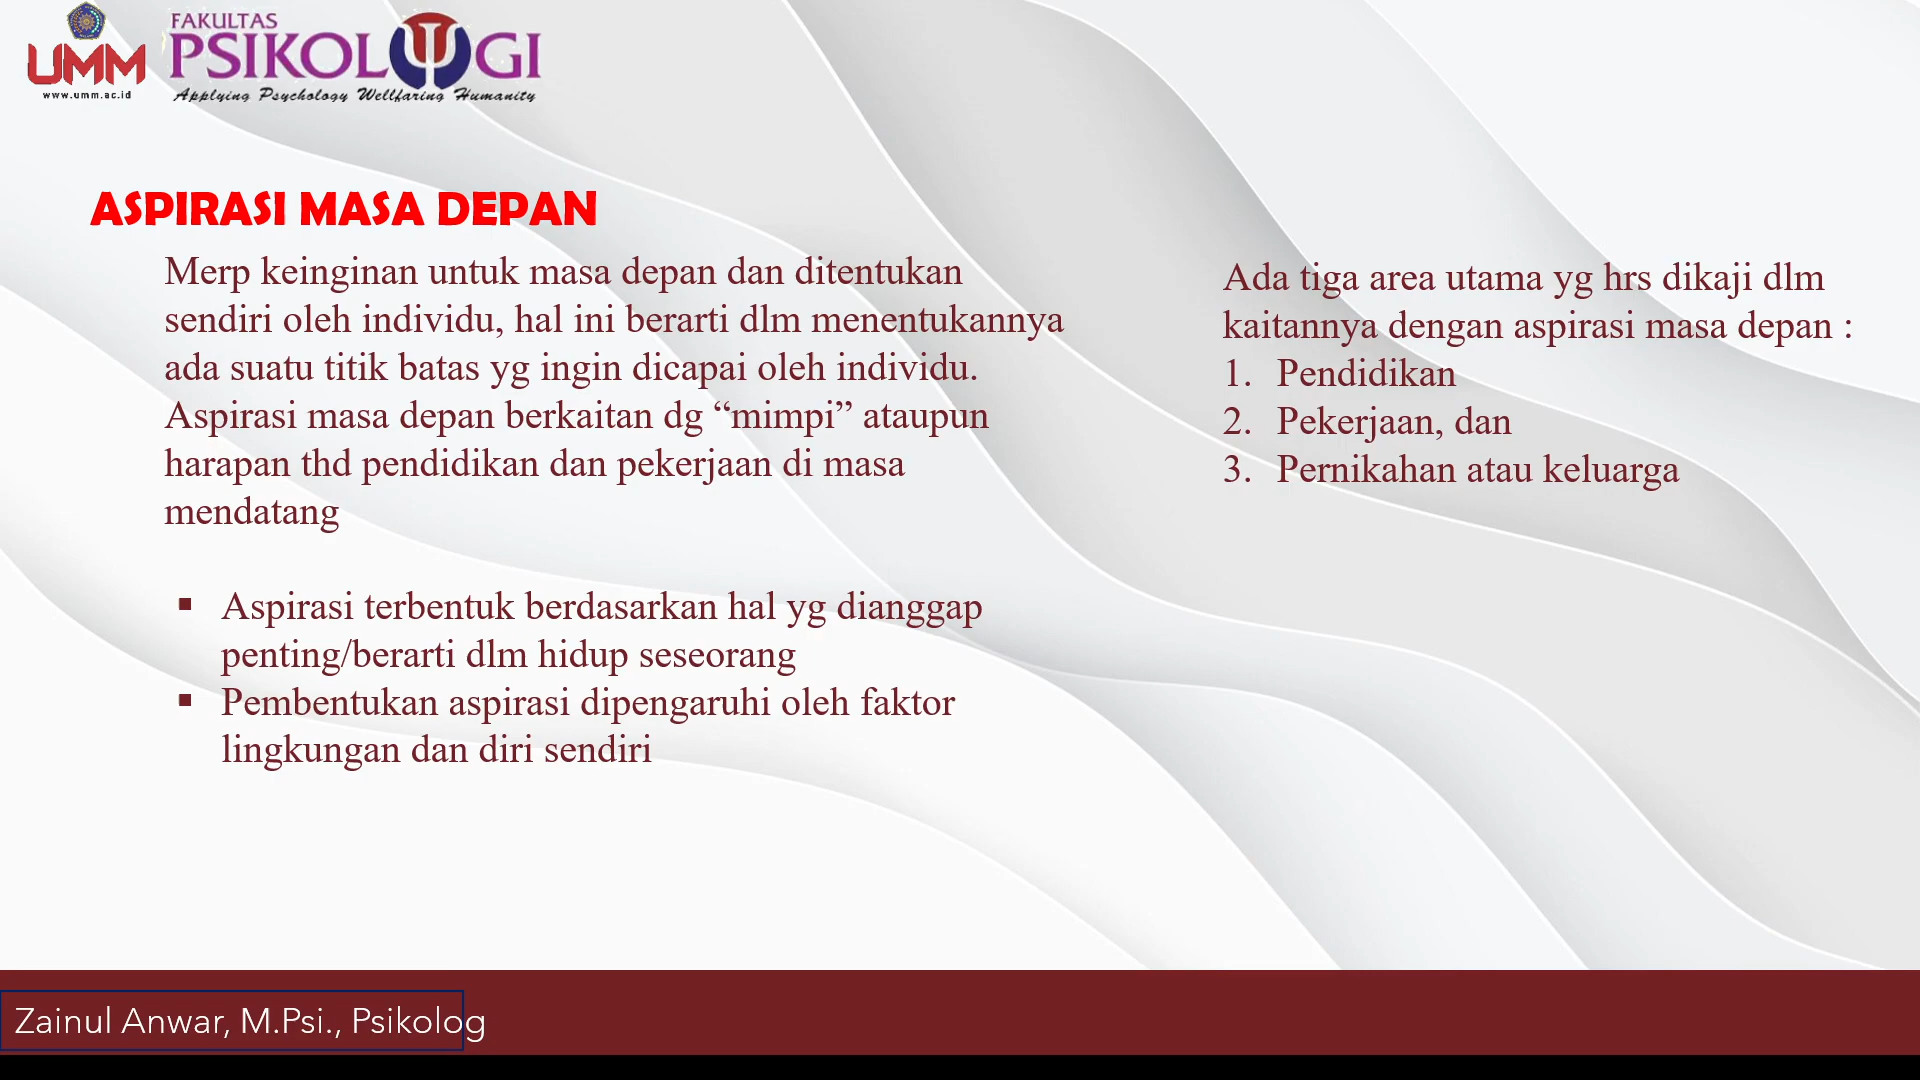 UMM
www.umm.ac.id
FAKULTAS
PSIKOLOGI
Applying Psychology Wellfaring Humanity
ASPIRASI MASA DEPAN
Merp keinginan untuk masa depan dan ditentukan
sendiri oleh individu, hal ini berarti dlm menentukannya
ada suatu titik batas yg ingin dicapai oleh individu.
Aspirasi masa depan berkaitan dg “mimpi” ataupun
harapan thd pendidikan dan pekerjaan di masa
mendatang
▪ Aspirasi terbentuk berdasarkan hal yg dianggap
penting/berarti dlm hidup seseorang
▪ Pembentukan aspirasi dipengaruhi oleh faktor
lingkungan dan diri sendiri
Ada tiga area utama yg hrs dikaji dlm
kaitannya dengan aspirasi masa depan :
1. Pendidikan
2. Pekerjaan, dan
3. Pernikahan atau keluarga
Zainul Anwar, M.Psi., Psikolog